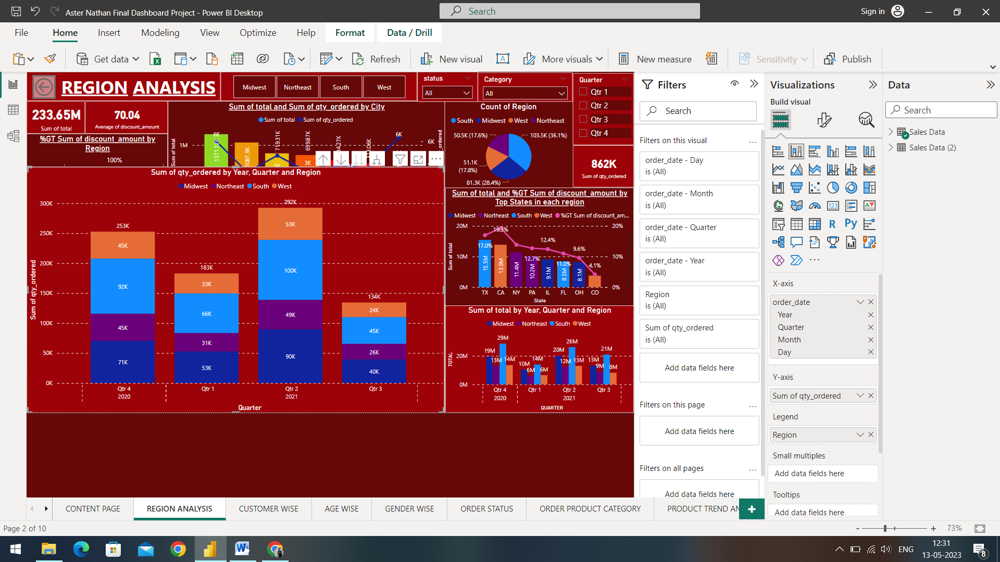 Aster Nathan Final Dashboard Project - Power BI Desktop
Search
Sign in
File Home Insert Modeling View Optimize Help Format Data / Drill
Get data
Refresh
New visual
More visuals
New measure
Sensitivity
Publish
REGION ANALYSIS
Midwest Northeast South West
status
All
Category
All
Quarter
Qtr 1
Qtr 2
Qtr 3
Qtr 4
233.65M
Sum of total
70.04
Average of discount_amount
%GT Sum of discount_amount by
Region
100%
Sum of total and Sum of qty_ordered by City
Sum of total Sum of qty_ordered
Sum of total
1M
6K
1371.72K
1087.9K
719.31K
5K
659.87K
3K
6K
6K
Count of Region
South Midwest West Northeast
50.5K (17.6%)
103.5K (36.1%)
51.1K
(17.8%)
81.3K (28.4%)
862K
Sum of qty_ordered
Sum of qty_ordered by Year, Quarter and Region
Midwest Northeast South West
Sum of qty_ordered
300K
250K
200K
150K
100K
50K
0K
253K
45K
92K
45K
71K
183K
33K
66K
31K
53K
292K
53K
100K
49K
90K
134K
24K
45K
26K
40K
Qtr 4 Qtr 1 Qtr 2 Qtr 3
2020 2021
Quarter
Sum of total and %GT Sum of discount_amount by
Top States in each region
Midwest Northeast South West %GT Sum of discount_am...
Sum of total
20M
10M
0M
20%
10%
0%
17.0%
19.3%
12.7%
12.4%
11.0%
9.6%
4.1%
15.5M
13.9M
11.4M
10.2M
9.1M
8.5M
8.1M
TX CA NY PA IL FL OH CO
State
Sum of total by Year, Quarter and Region
Midwest Northeast South West
TOTAL
20M
0M
19M
13M
29M
14M
10M
6M
14M
6M
20M
12M
26M
13M
13M
9M
21M
8M
Qtr 4 Qtr 1 Qtr 2 Qtr 3
2020 2021
QUARTER
Filters
Search
Filters on this visual
...
order_date - Day
is (All)
order_date - Month
is (All)
order_date - Quarter
is (All)
order_date - Year
is (All)
Region
is (All)
Sum of qty_ordered
is (All)
Add data fields here
Filters on this page
...
Add data fields here
Filters on all pages
...
Add data fields here
Visualizations
Build visual
123
R
Py
...
X-axis
order_date
Year
Quarter
Month
Day
Y-axis
Sum of qty_ordered
Legend
Region
Small multiples
Add data fields here
Tooltips
Add data fields here
Data
Search
Sales Data
Sales Data (2)
CONTENT PAGE REGION ANALYSIS CUSTOMER WISE AGE WISE GENDER WISE ORDER STATUS ORDER PRODUCT CATEGORY PRODUCT TREND AN
+
Page 2 of 10
- + 73%
ENG
12:31
13-05-2023
8